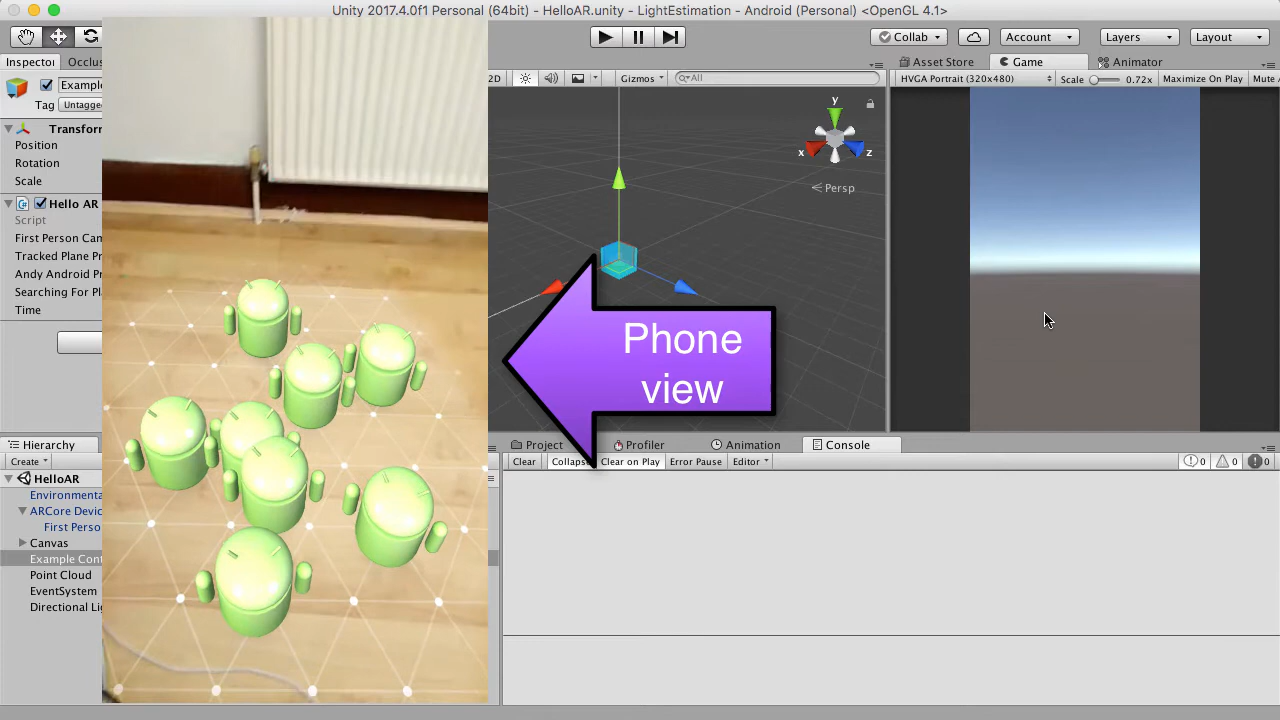 Unity 2017.4.0f1 Personal (64bit) - HelloAR.unity - LightEstimation - Android (Personal) <OpenGL 4.1>
Collab
Account
Layers
Layout
Inspector
Occlus
2D
Gizmos
All
Asset Store
Game
Animator
HVGA Portrait (320x480)
Scale
0.72x
Maximize On Play
Mute
Example
Tag
Untagge
Transform
Position
Rotation
Scale
Hello AR
Script
First Person Can
Tracked Plane Pr
Andy Android Pr
Searching For Pl
Time
y
x
z
Persp
Phone
view
Hierarchy
Create
HelloAR
Environmenta
ARCore Devic
First Perso
Canvas
Example Cont
Point Cloud
EventSystem
Directional Li
Project
Profiler
Animation
Console
Clear
Collapse
Clear on Play
Error Pause
Editor
0
0
0